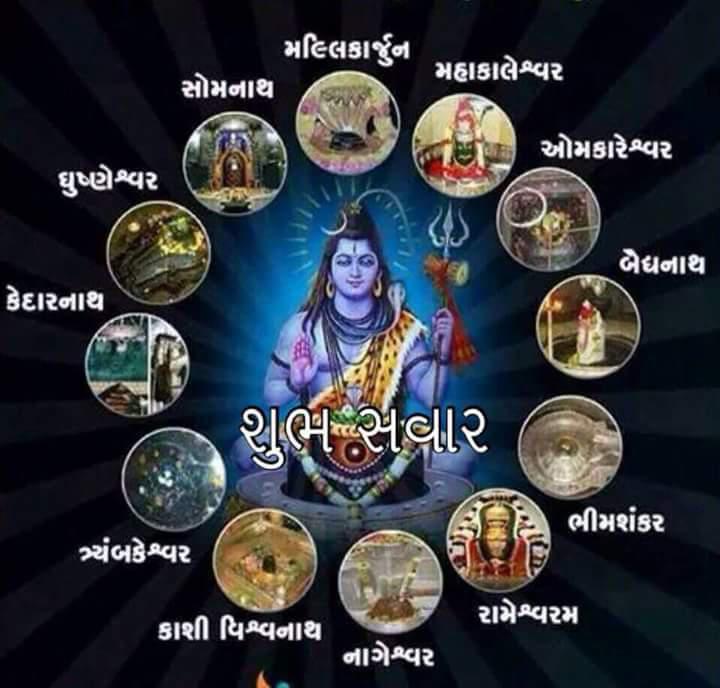 મલ્લિકાર્જુન
મહાકાલેશ્વર
સોમનાથ
ઓમકારેશ્વર
ઘુષ્ણેશ્વર
બૈદ્યનાથ
કેદારનાથ
શુભ સવાર
ભીમશંકર
ત્ર્યંબકેશ્વર
રામેશ્વરમ
કાશી વિશ્વનાથ
નાગેશ્વર